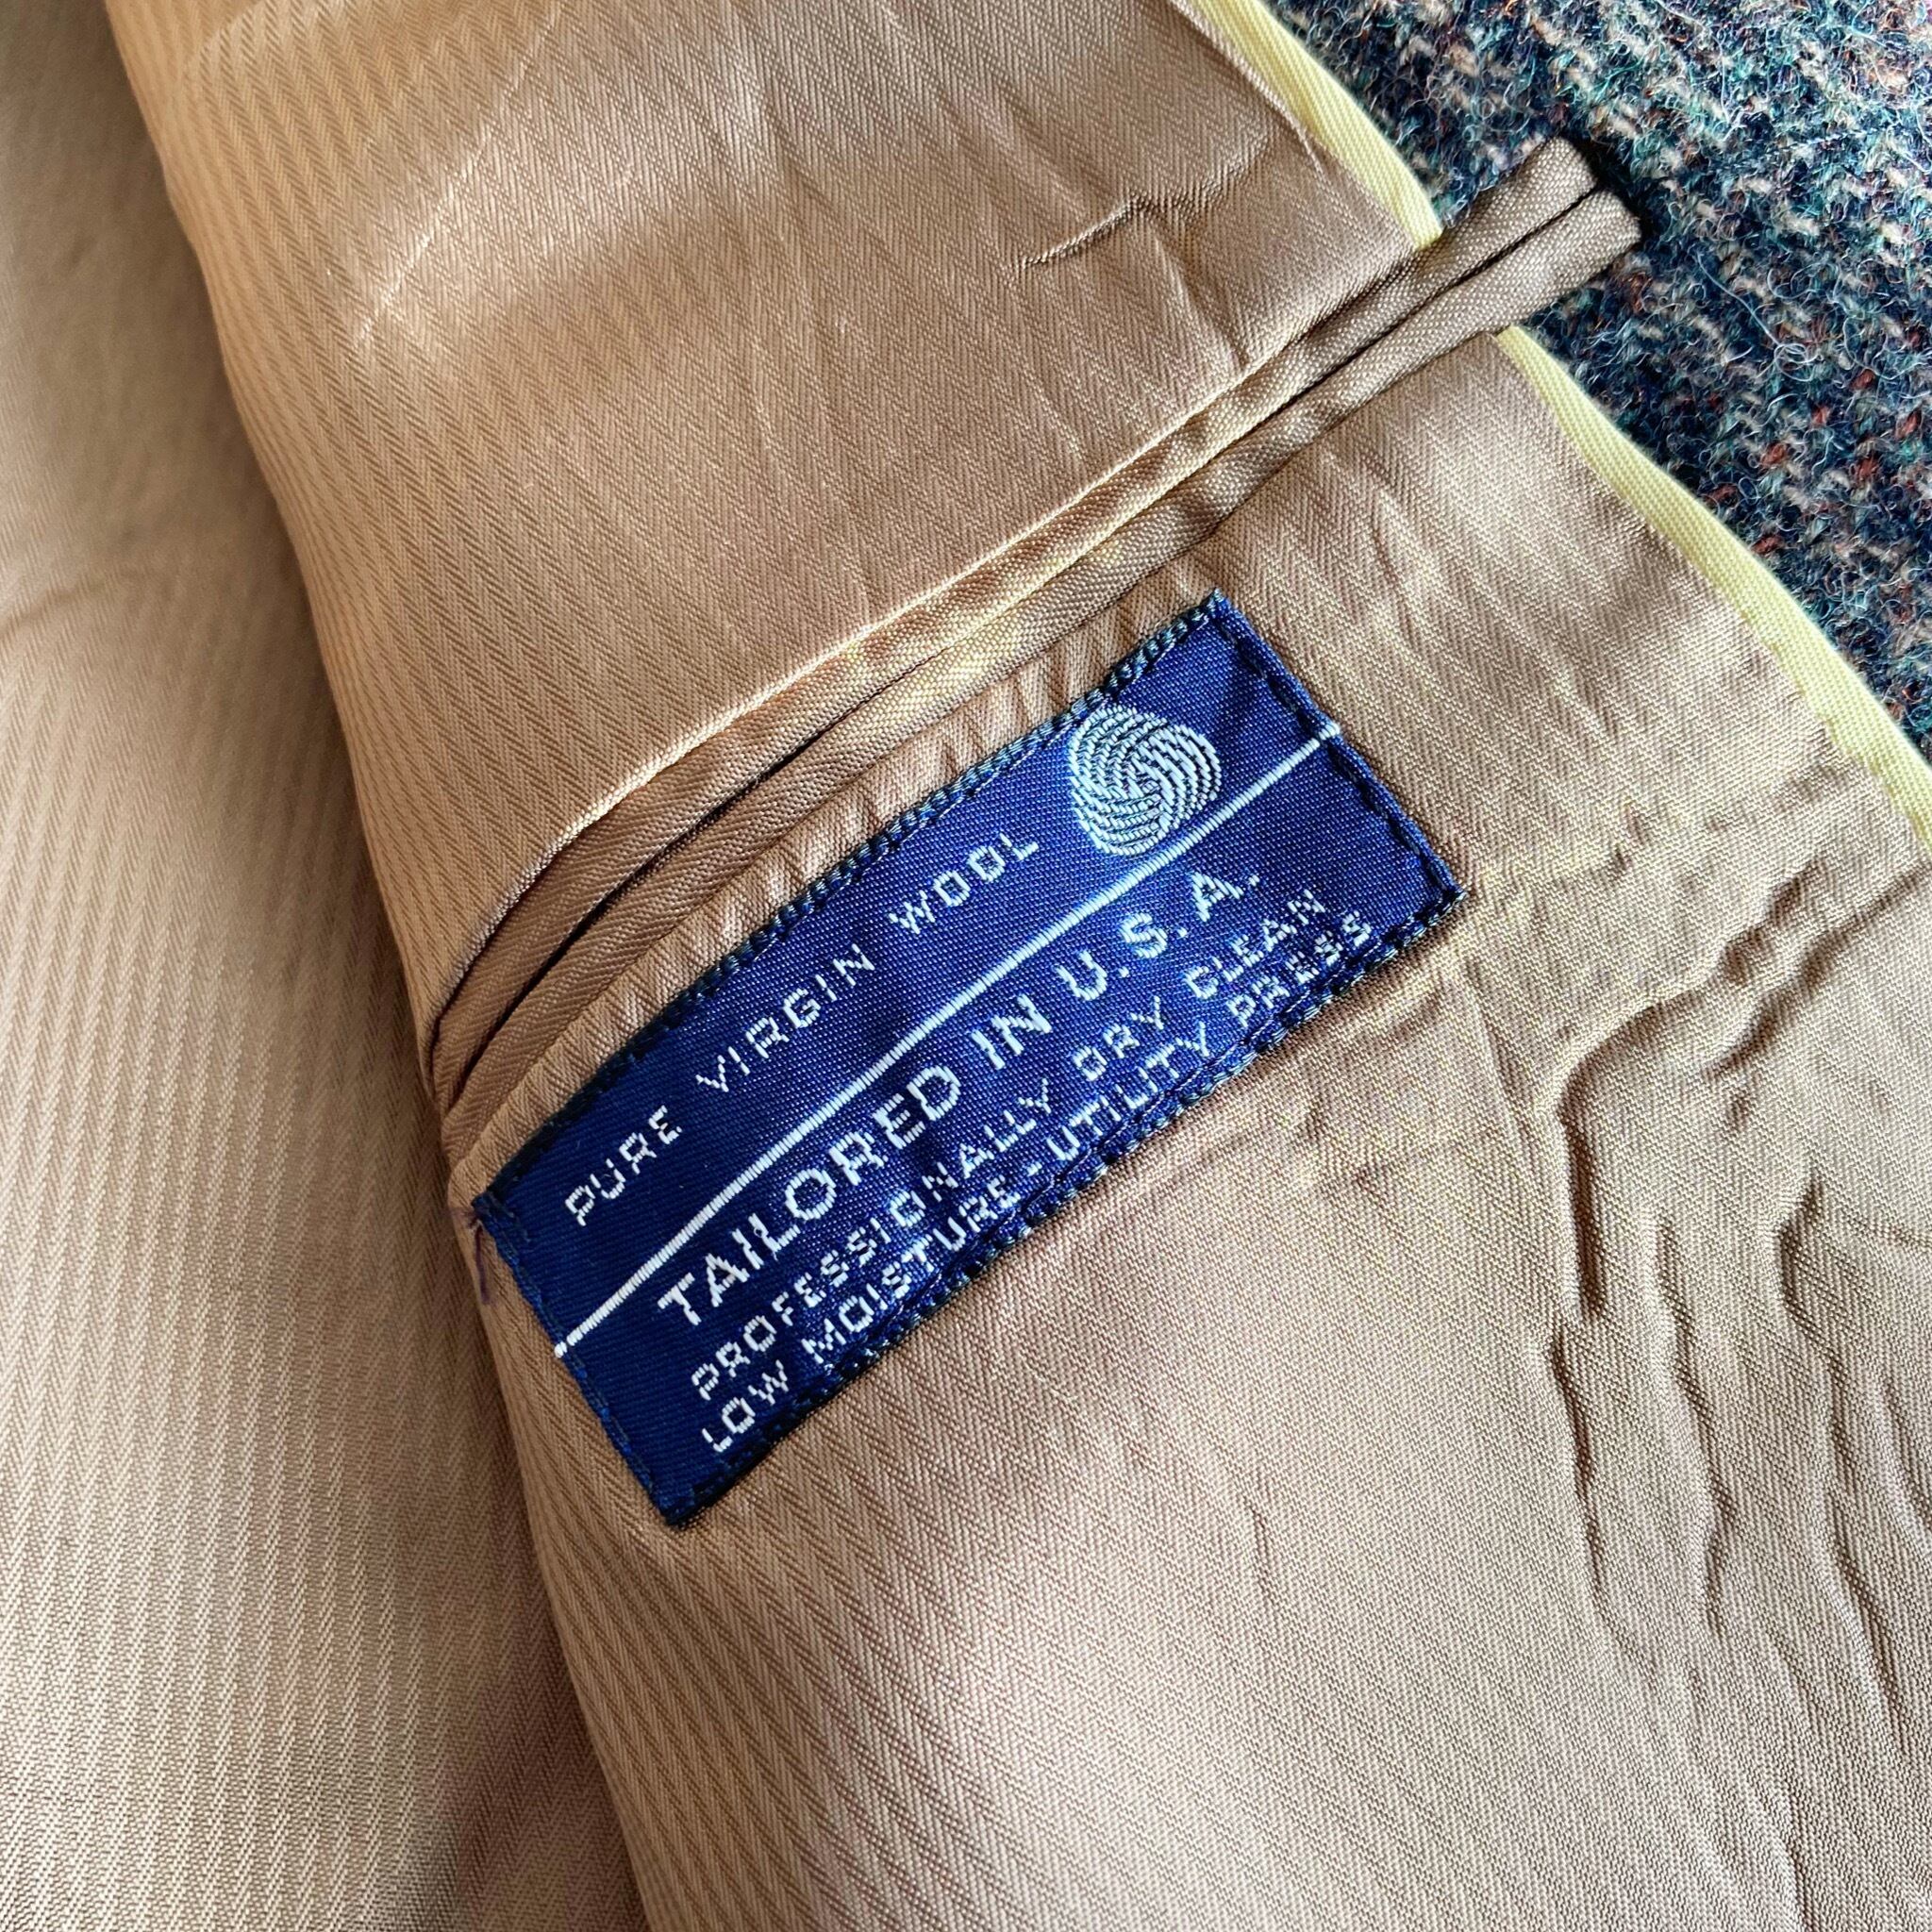 PURE VIRGIN WOOL
TAILORED IN U.S.A.
PROFESSIONALLY DRY CLEAN
LOW MOISTURE - UTILITY PRESS